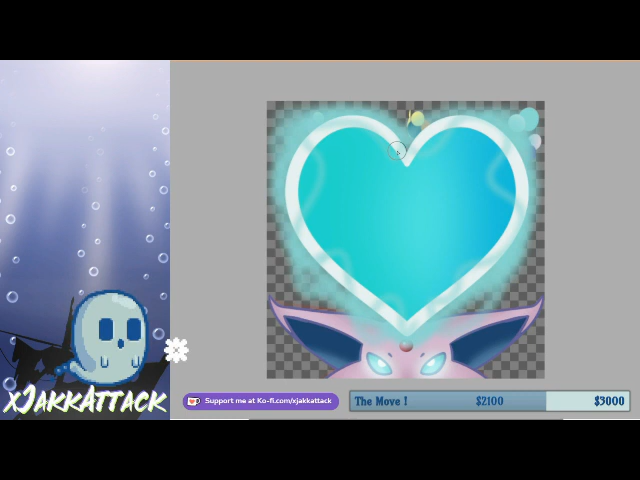 xJakkAttack
Support me at Ko-fi.com/xjakkattack
The Move ! $2100 $3000